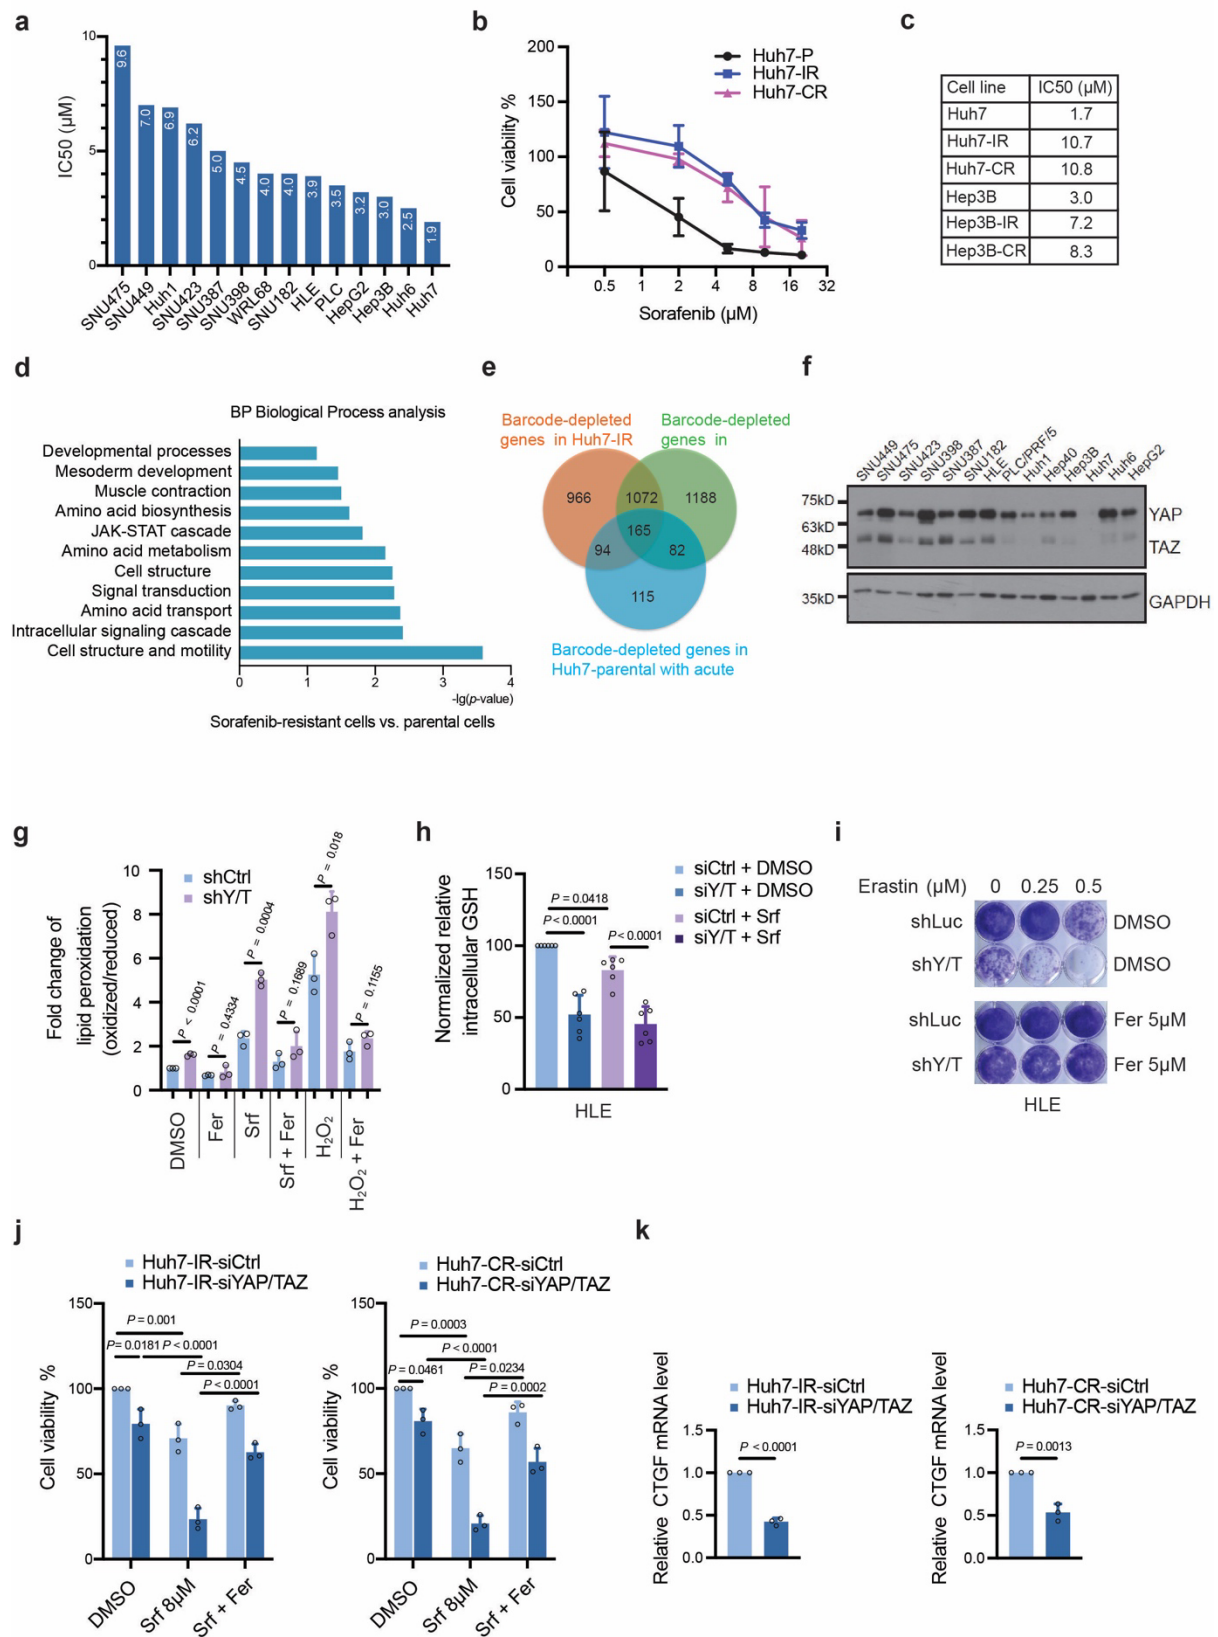 a
IC50 (μM)
10
5
0
9.6
7.0
6.9
6.2
5.0
4.5
4.0
4.0
3.9
3.5
3.2
3.0
2.5
1.9
SNU475
SNU449
Huh1
SNU423
SNU387
SNU398
WRL68
SNU182
HLE
PLC
HepG2
Hep3B
Huh6
Huh7
b
Cell viability %
200
150
100
50
0
Huh7-P
Huh7-IR
Huh7-CR
0.5 1 2 4 8 16 32
Sorafenib (μM)
c
Cell line IC50 (μM)
Huh7 1.7
Huh7-IR 10.7
Huh7-CR 10.8
Hep3B 3.0
Hep3B-IR 7.2
Hep3B-CR 8.3
d
BP Biological Process analysis
Developmental processes
Mesoderm development
Muscle contraction
Amino acid biosynthesis
JAK-STAT cascade
Amino acid metabolism
Cell structure
Signal transduction
Amino acid transport
Intracellular signaling cascade
Cell structure and motility
0 1 2 3 4
-lg(p-value)
Sorafenib-resistant cells vs. parental cells
e
Barcode-depleted
genes in Huh7-IR
Barcode-depleted
genes in
966 1072 1188
165
94 82
115
Barcode-depleted genes in
Huh7-parental with acute
f
SNU449
SNU475
SNU423
SNU398
SNU387
SNU182
HLE
PLC/PRF/5
Huh1
Hep40
Hep3B
Huh7
Huh6
HepG2
75kD
63kD
48kD
35kD
YAP
TAZ
GAPDH
g
Fold change of
lipid peroxidation
(oxidized/reduced)
10
8
6
4
2
0
shCtrl
shY/T
P < 0.0001
P = 0.4334
P = 0.0004
P = 0.1689
P = 0.018
P = 0.1155
DMSO
Fer
Srf
Srf + Fer
H2O2
H2O2 + Fer
h
Normalized relative
intracellular GSH
150
100
50
0
P = 0.0418
P < 0.0001
P < 0.0001
HLE
siCtrl + DMSO
siY/T + DMSO
siCtrl + Srf
siY/T + Srf
i
Erastin (μM) 0 0.25 0.5
shLuc DMSO
shY/T DMSO
shLuc Fer 5μM
shY/T Fer 5μM
HLE
j
Huh7-IR-siCtrl
Huh7-IR-siYAP/TAZ
Cell viability %
150
100
50
0
P = 0.001
P = 0.0181 P < 0.0001
P = 0.0304
P < 0.0001
DMSO
Srf 8μM
Srf + Fer
Huh7-CR-siCtrl
Huh7-CR-siYAP/TAZ
Cell viability %
150
100
50
0
P = 0.0003
P < 0.0001
P = 0.0461 P = 0.0234
P = 0.0002
DMSO
Srf 8μM
Srf + Fer
k
Huh7-IR-siCtrl
Huh7-IR-siYAP/TAZ
Relative CTGF mRNA level
1.5
1.0
0.5
0.0
P < 0.0001
Huh7-CR-siCtrl
Huh7-CR-siYAP/TAZ
Relative CTGF mRNA level
1.5
1.0
0.5
0.0
P = 0.0013